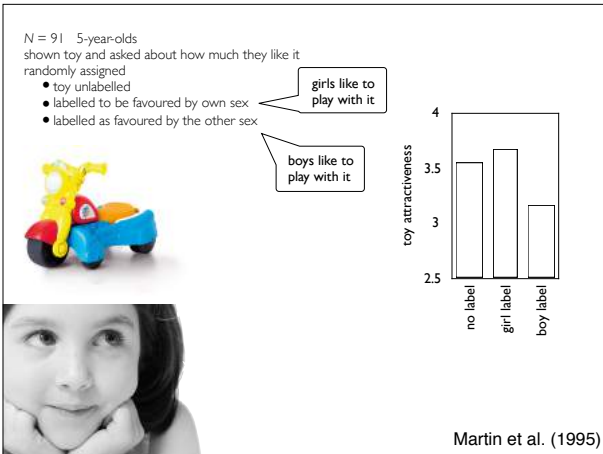 N = 91 5-year-olds
shown toy and asked about how much they like it
randomly assigned
• toy unlabelled
• labelled to be favoured by own sex
• labelled as favoured by the other sex
girls like to
play with it
boys like to
play with it
4
3.5
3
2.5
toy attractiveness
no label
girl label
boy label
Martin et al. (1995)